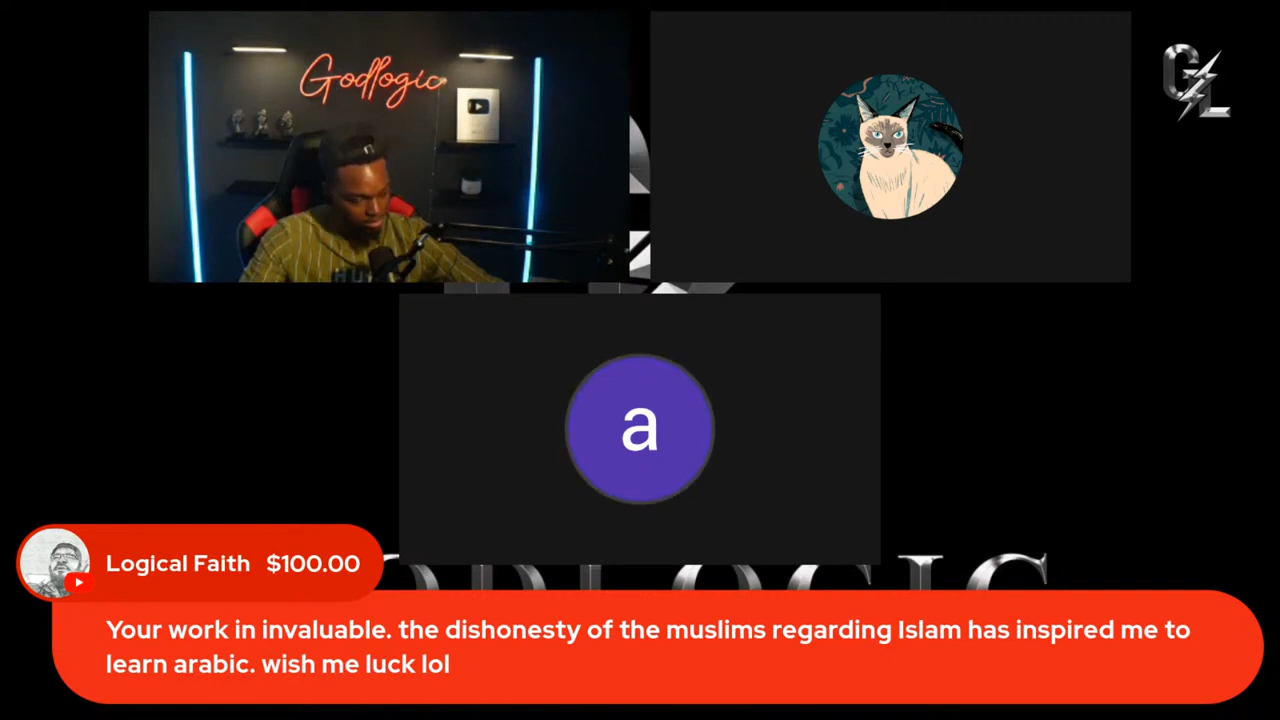 Godlogic
GL
a
Logical Faith $100.00
Your work in invaluable. the dishonesty of the muslims regarding Islam has inspired me to
learn arabic. wish me luck lol